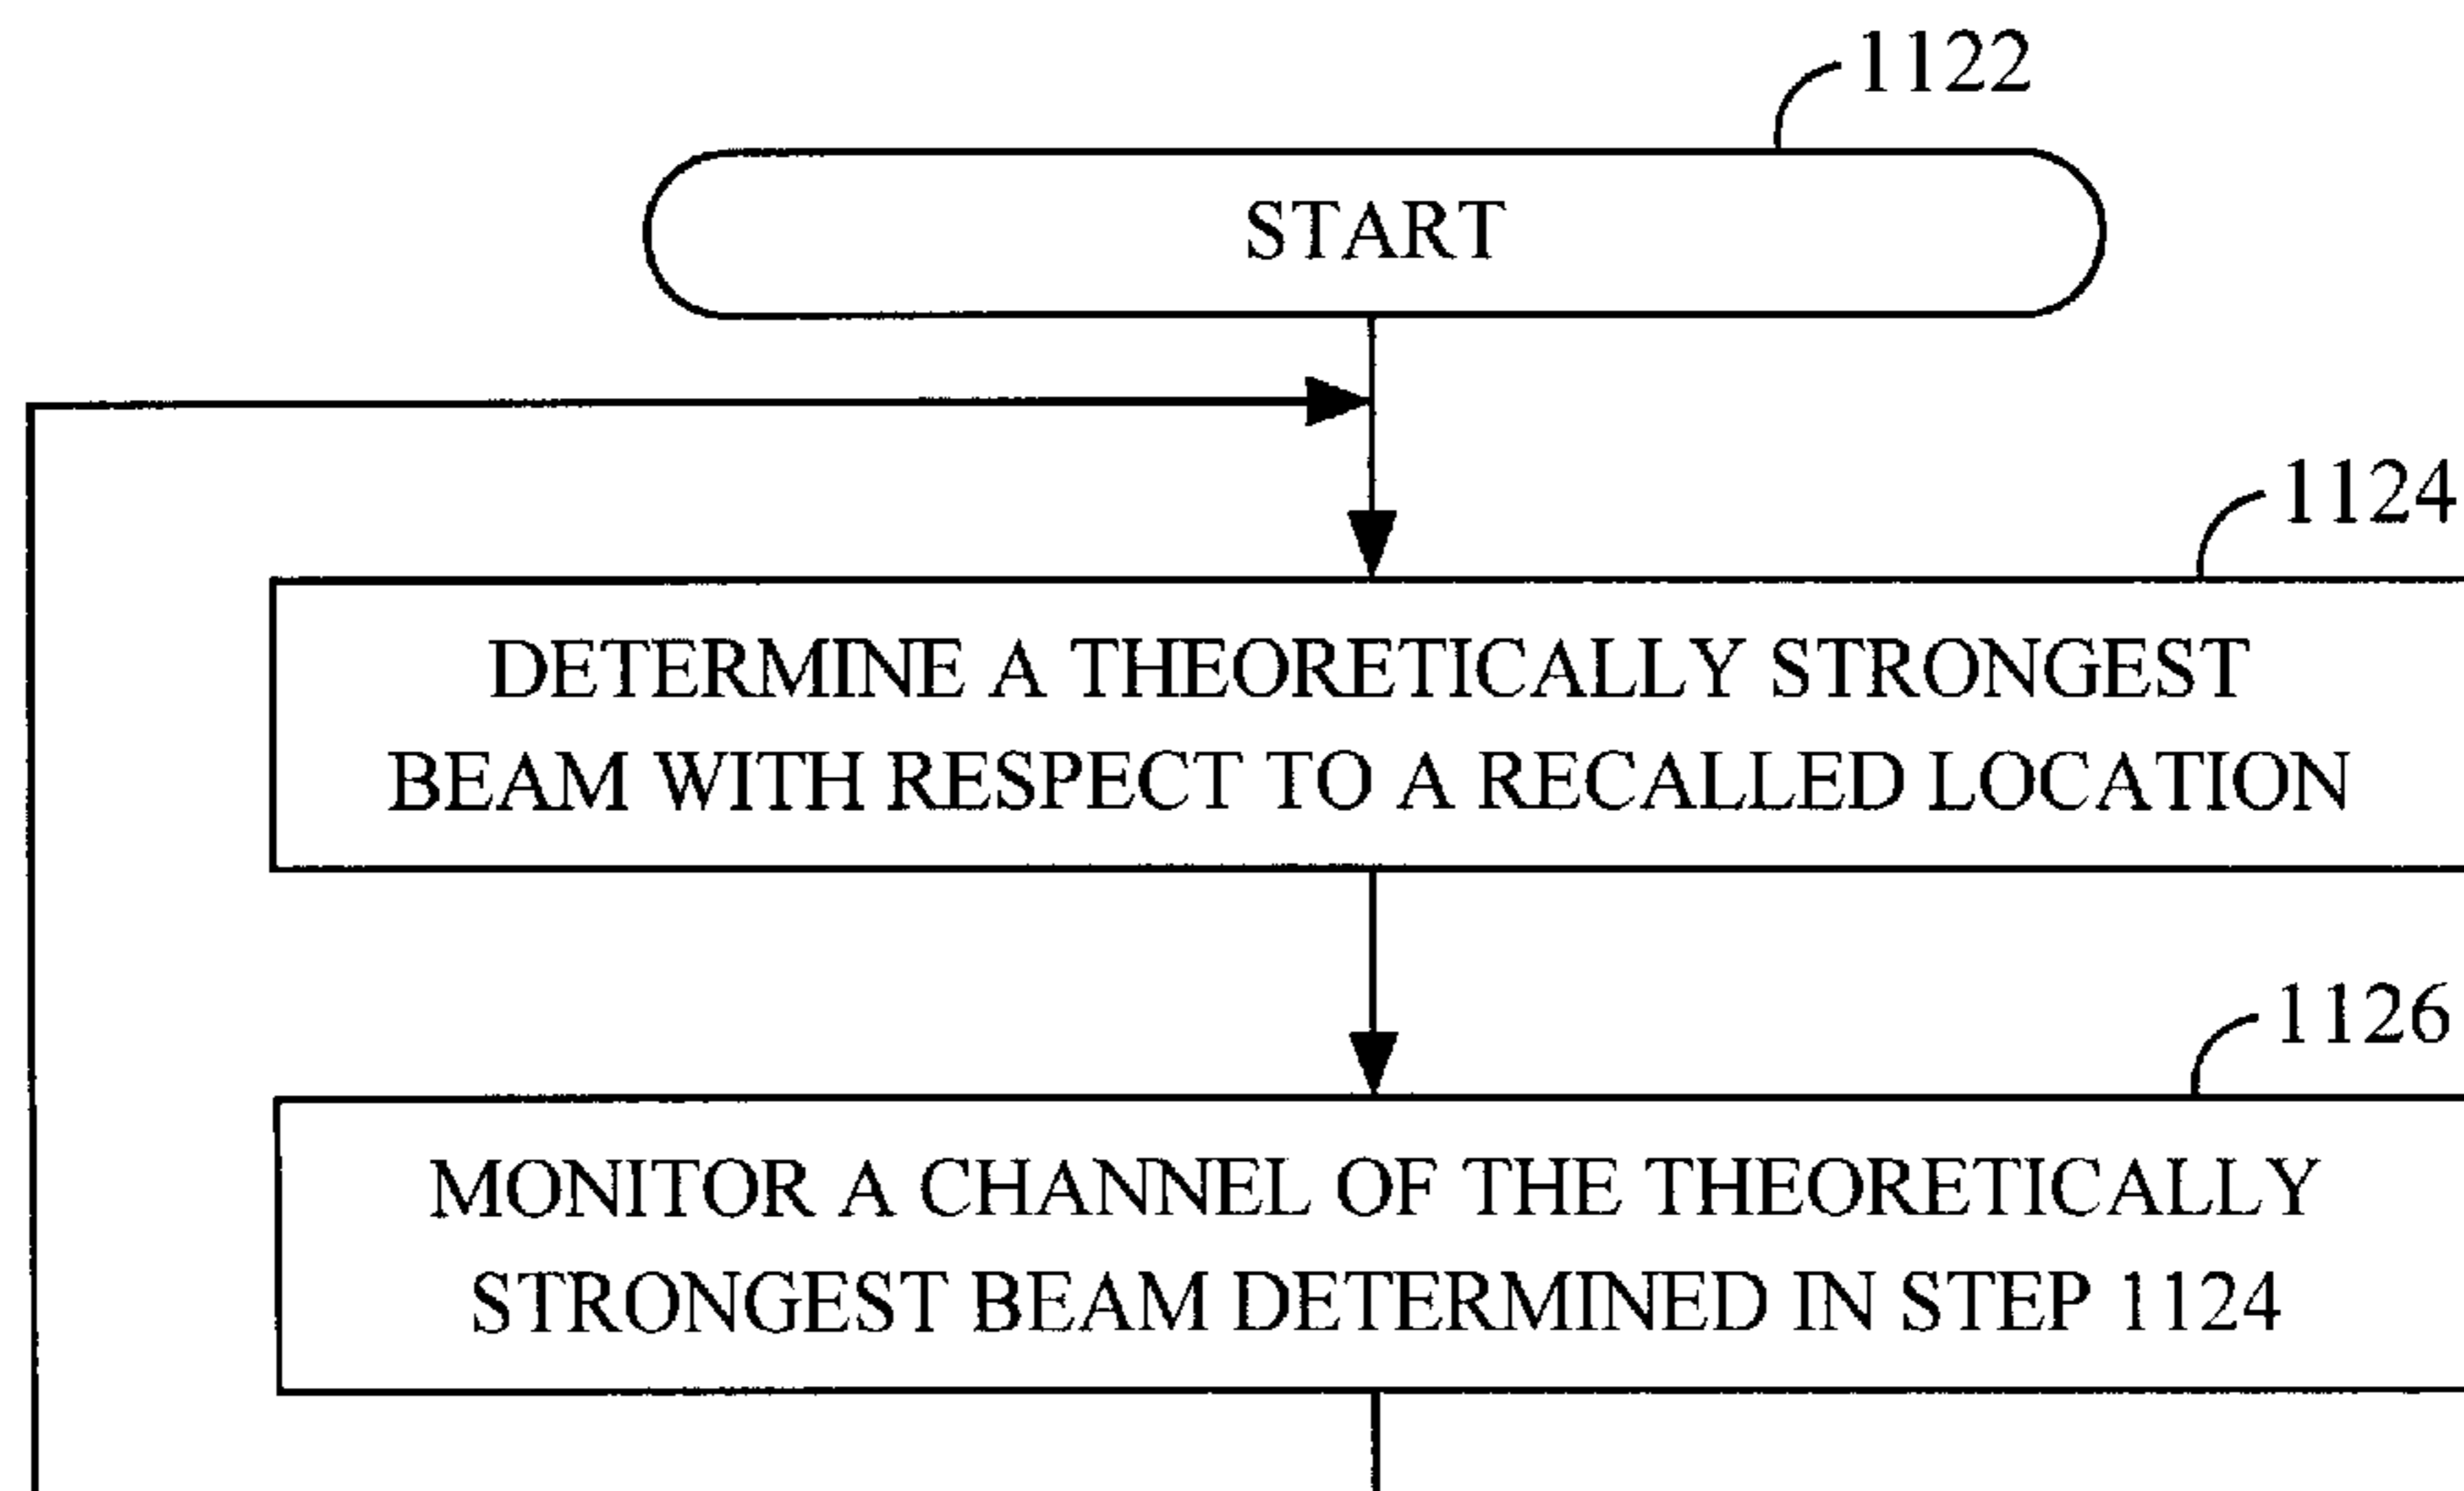 1122
START
1124
DETERMINE A THEORETICALLY STRONGEST
BEAM WITH RESPECT TO A RECALLED LOCATION
1126
MONITOR A CHANNEL OF THE THEORETICALLY
STRONGEST BEAM DETERMINED IN STEP 1124